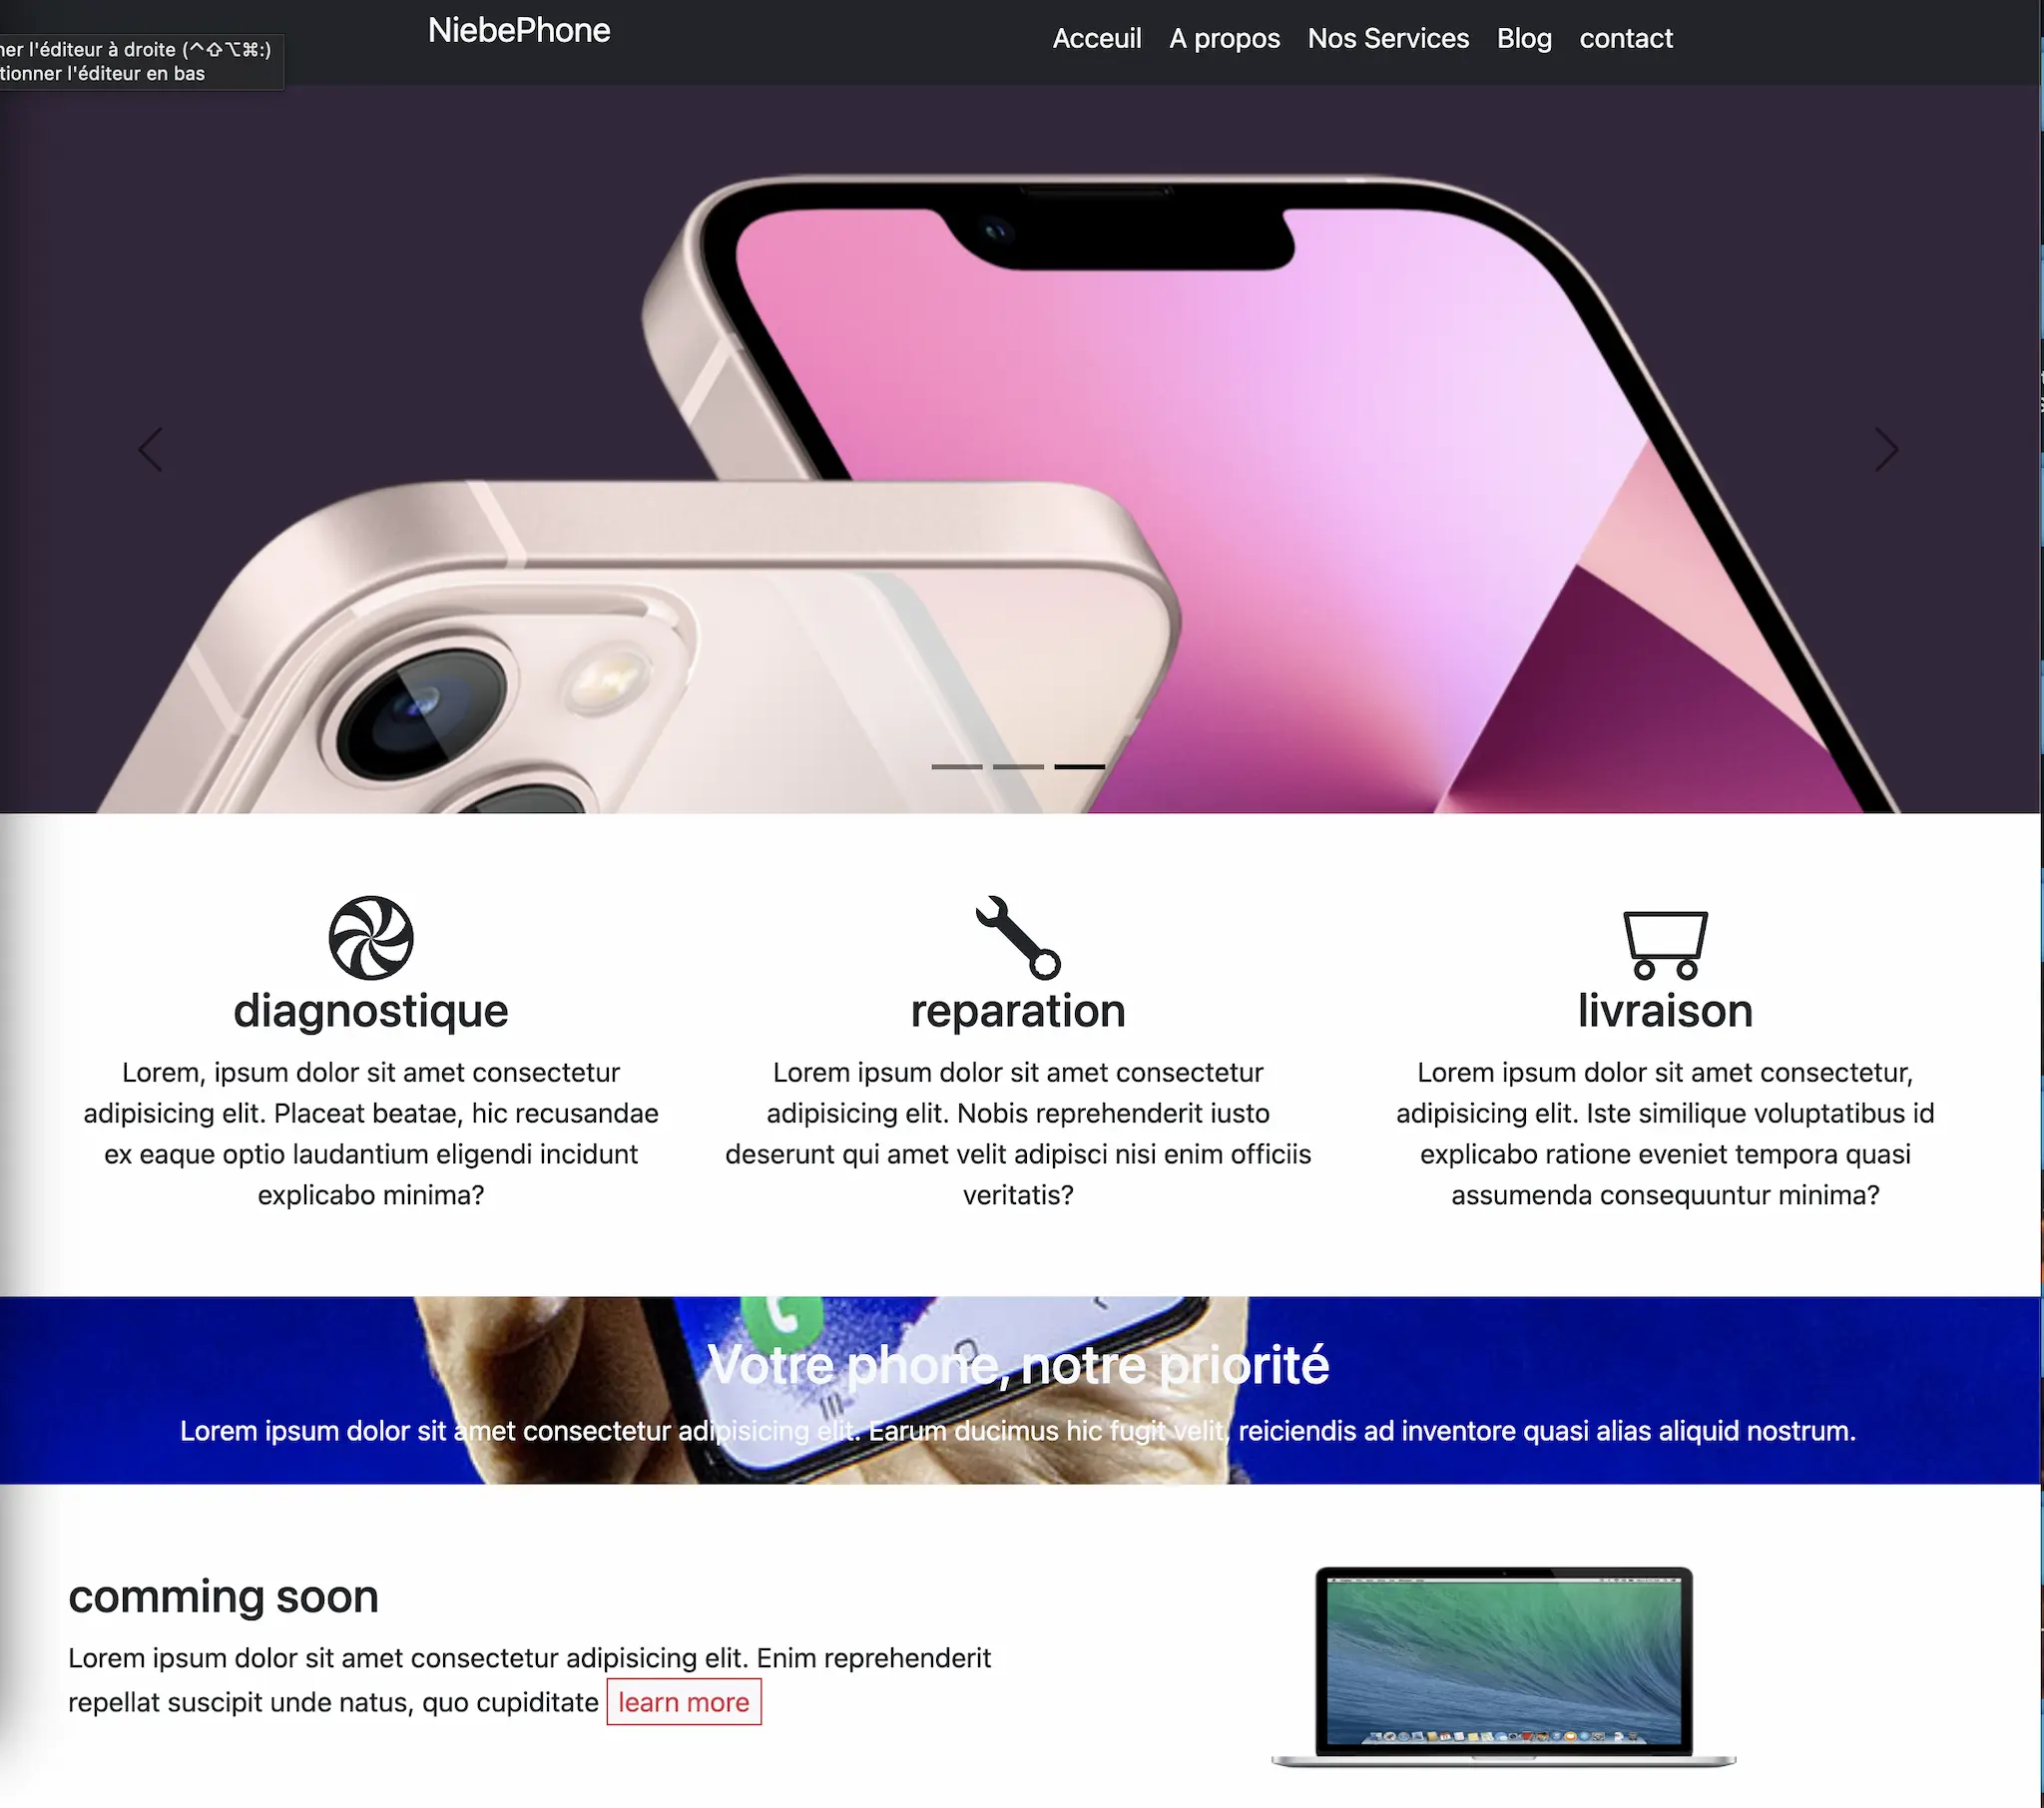 NiebePhone
Acceuil A propos Nos Services Blog contact
ner l'éditeur à droite (^⇧⌥⌘:)
tionner l'éditeur en bas
diagnostique
Lorem, ipsum dolor sit amet consectetur
adipisicing elit. Placeat beatae, hic recusandae
ex eaque optio laudantium eligendi incidunt
explicabo minima?
reparation
Lorem ipsum dolor sit amet consectetur
adipisicing elit. Nobis reprehenderit iusto
deserunt qui amet velit adipisci nisi enim officiis
veritatis?
livraison
Lorem ipsum dolor sit amet consectetur,
adipisicing elit. Iste similique voluptatibus id
explicabo ratione eveniet tempora quasi
assumenda consequuntur minima?
Votre phone, notre priorité
Lorem ipsum dolor sit amet consectetur adipisicing elit. Earum ducimus hic fugit velit, reiciendis ad inventore quasi alias aliquid nostrum.
comming soon
Lorem ipsum dolor sit amet consectetur adipisicing elit. Enim reprehenderit
repellat suscipit unde natus, quo cupiditate learn more